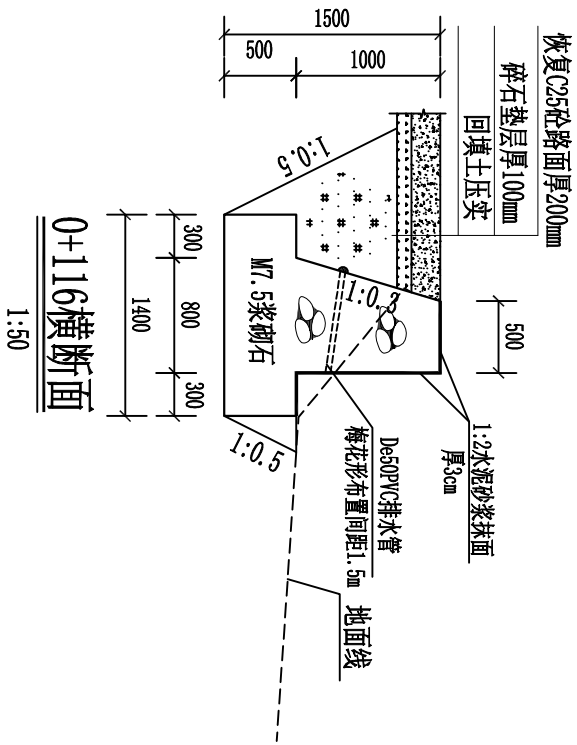 恢复C25砼路面厚200mm
碎石垫层厚100mm
回填土压实
1500
500
1000
1:0.5
500
1:0.3
M7.5浆砌石
1:2水泥砂浆抹面
厚3cm
De50PVC排水管
梅花形布置间距1.5m
地面线
1:0.5
300
800
300
1400
0+116横断面
1:50